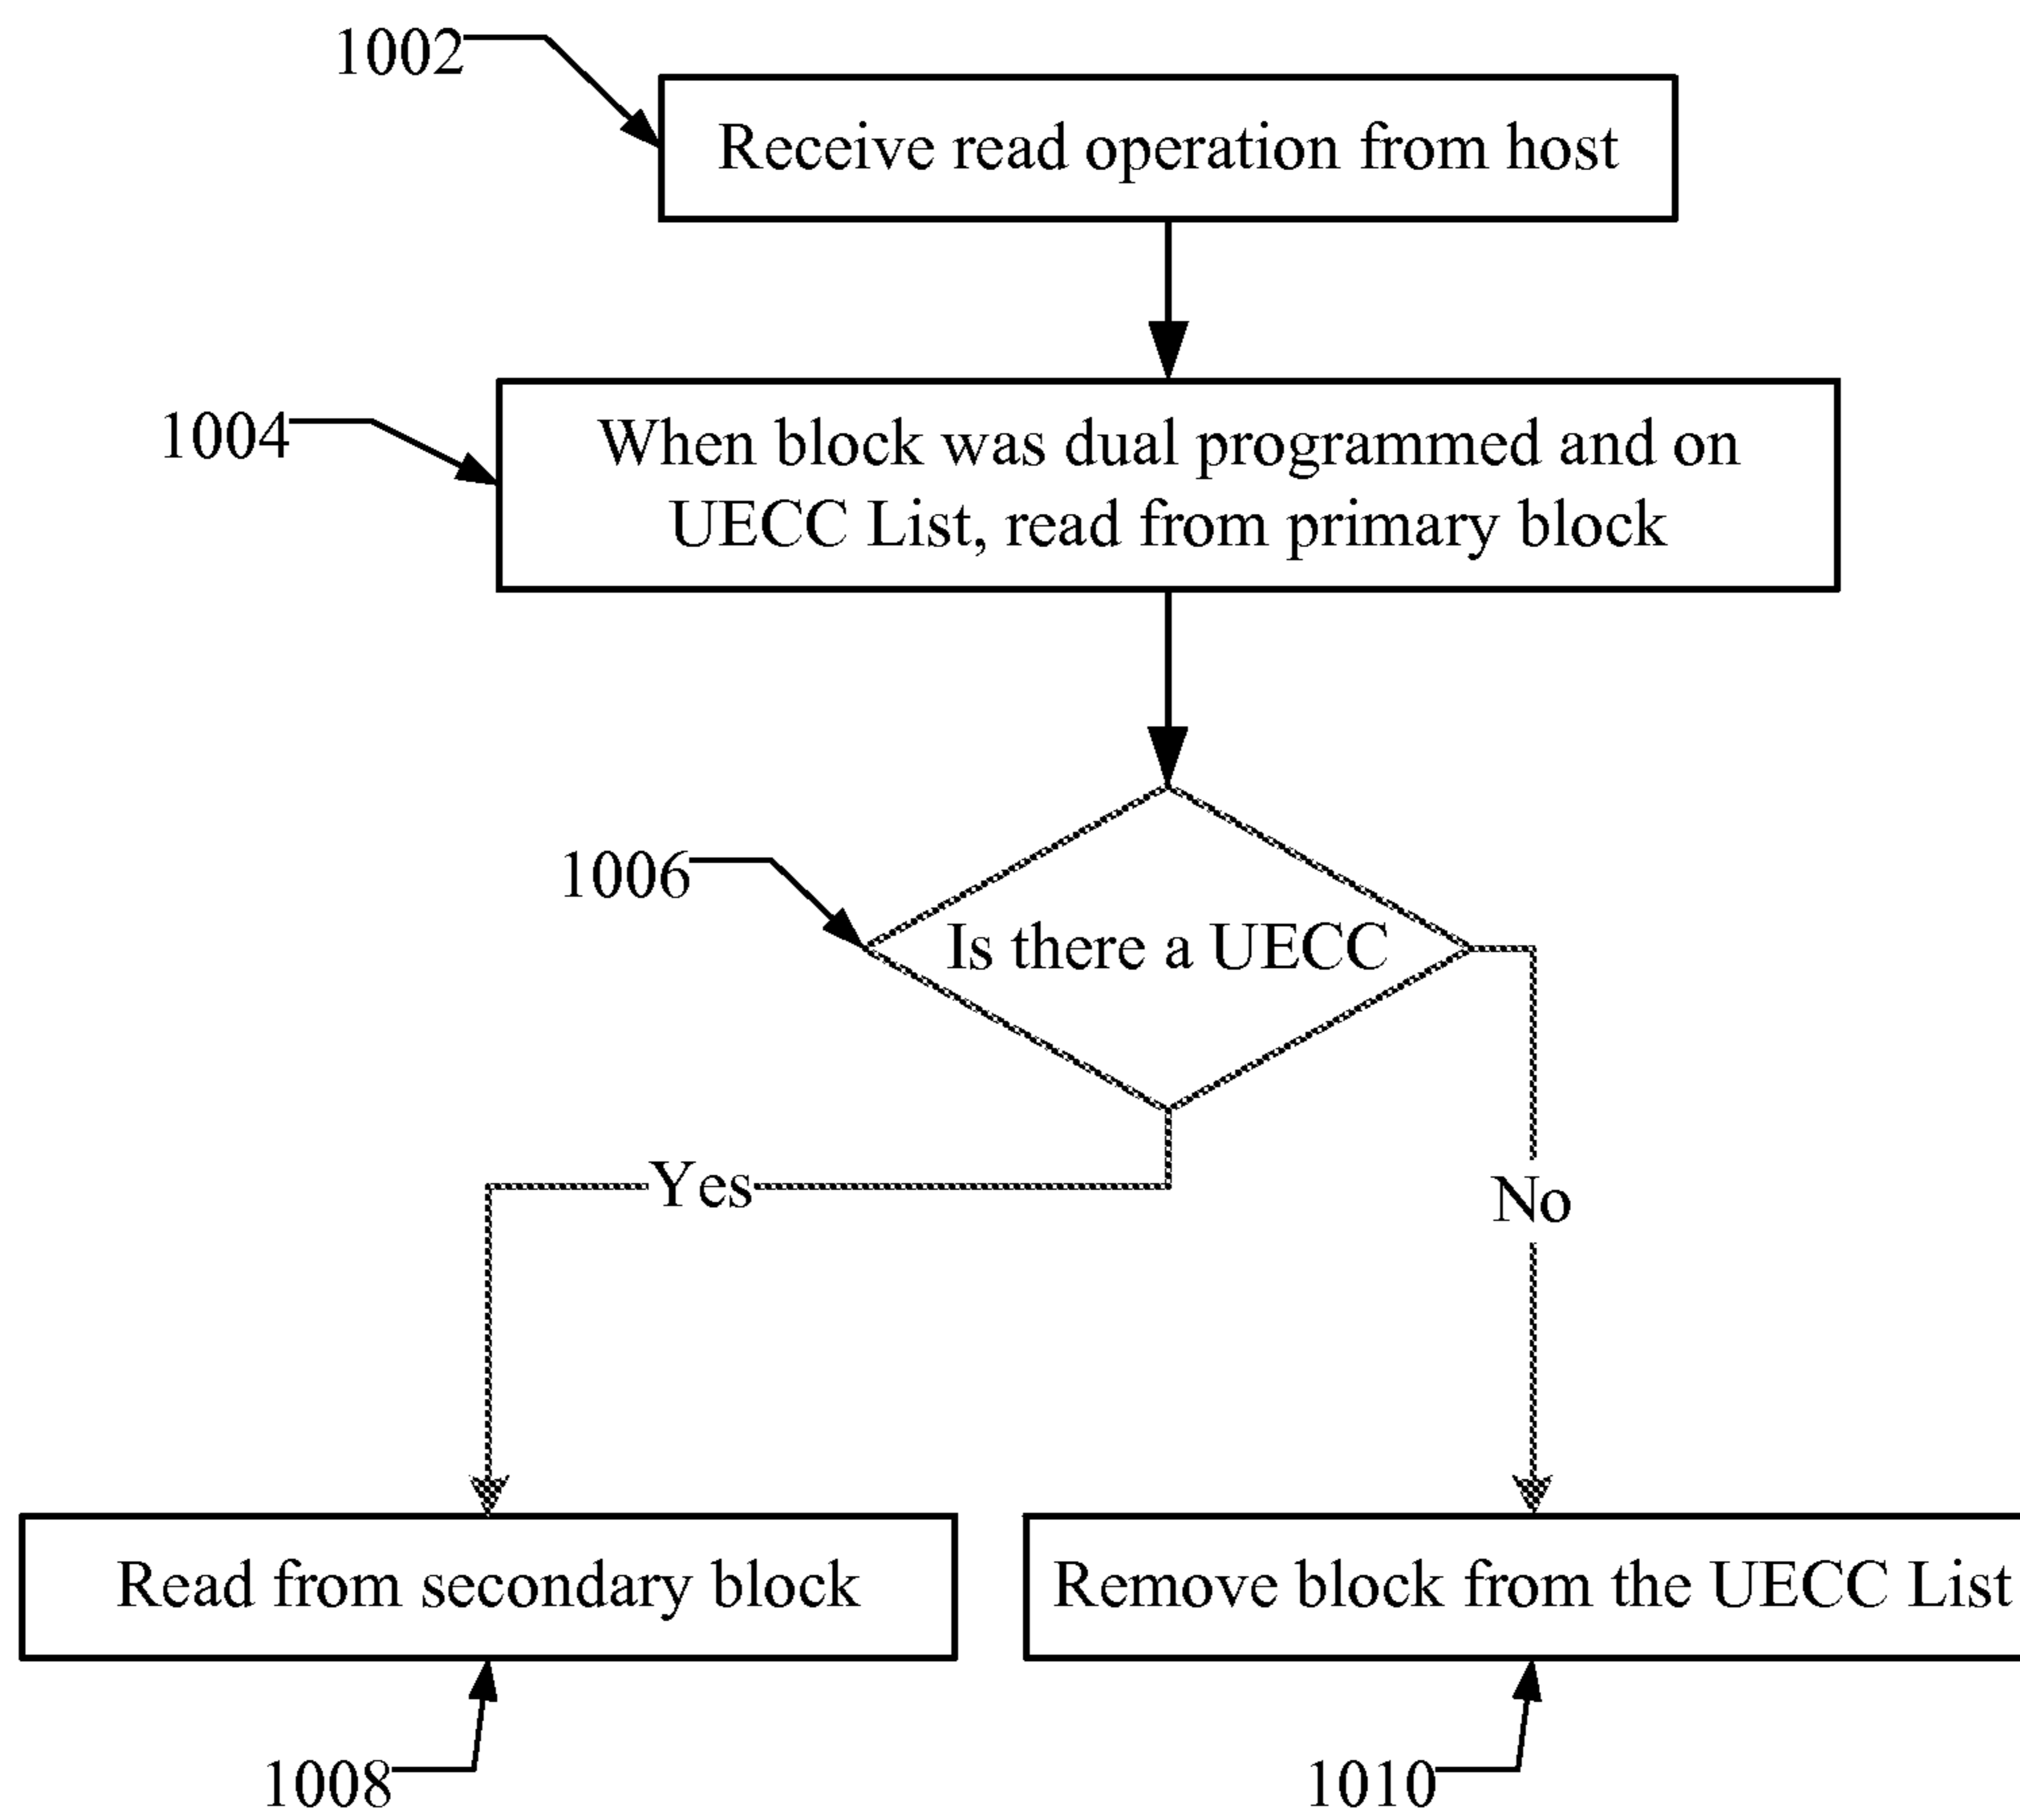 1002
Receive read operation from host
1004
When block was dual programmed and on
UECC List, read from primary block
1006
Is there a UECC
Yes
No
Read from secondary block
Remove block from the UECC List
1008
1010